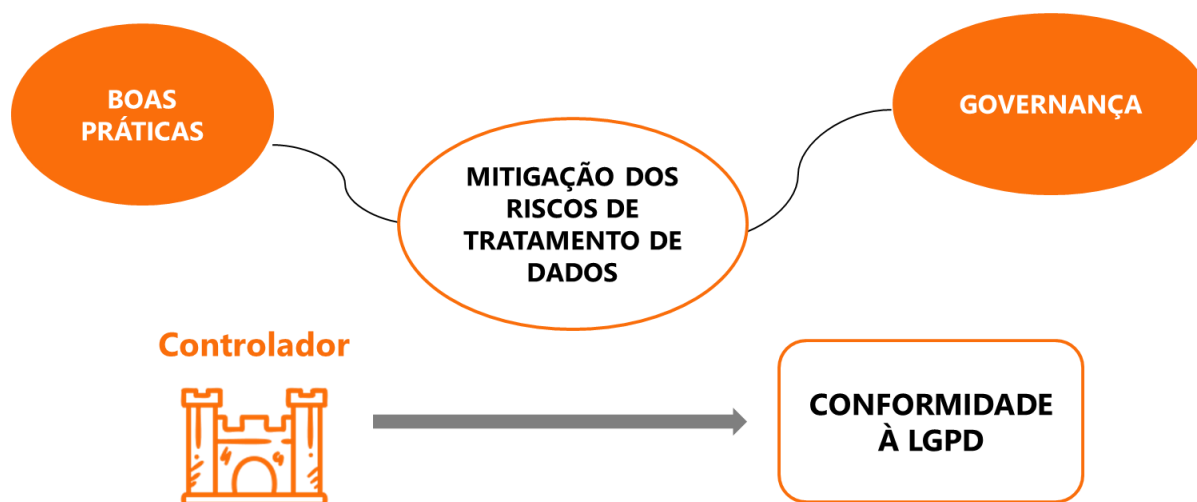 BOAS
PRÁTICAS
GOVERNANÇA
MITIGAÇÃO DOS
RISCOS DE
TRATAMENTO DE
DADOS
Controlador
CONFORMIDADE
À LGPD